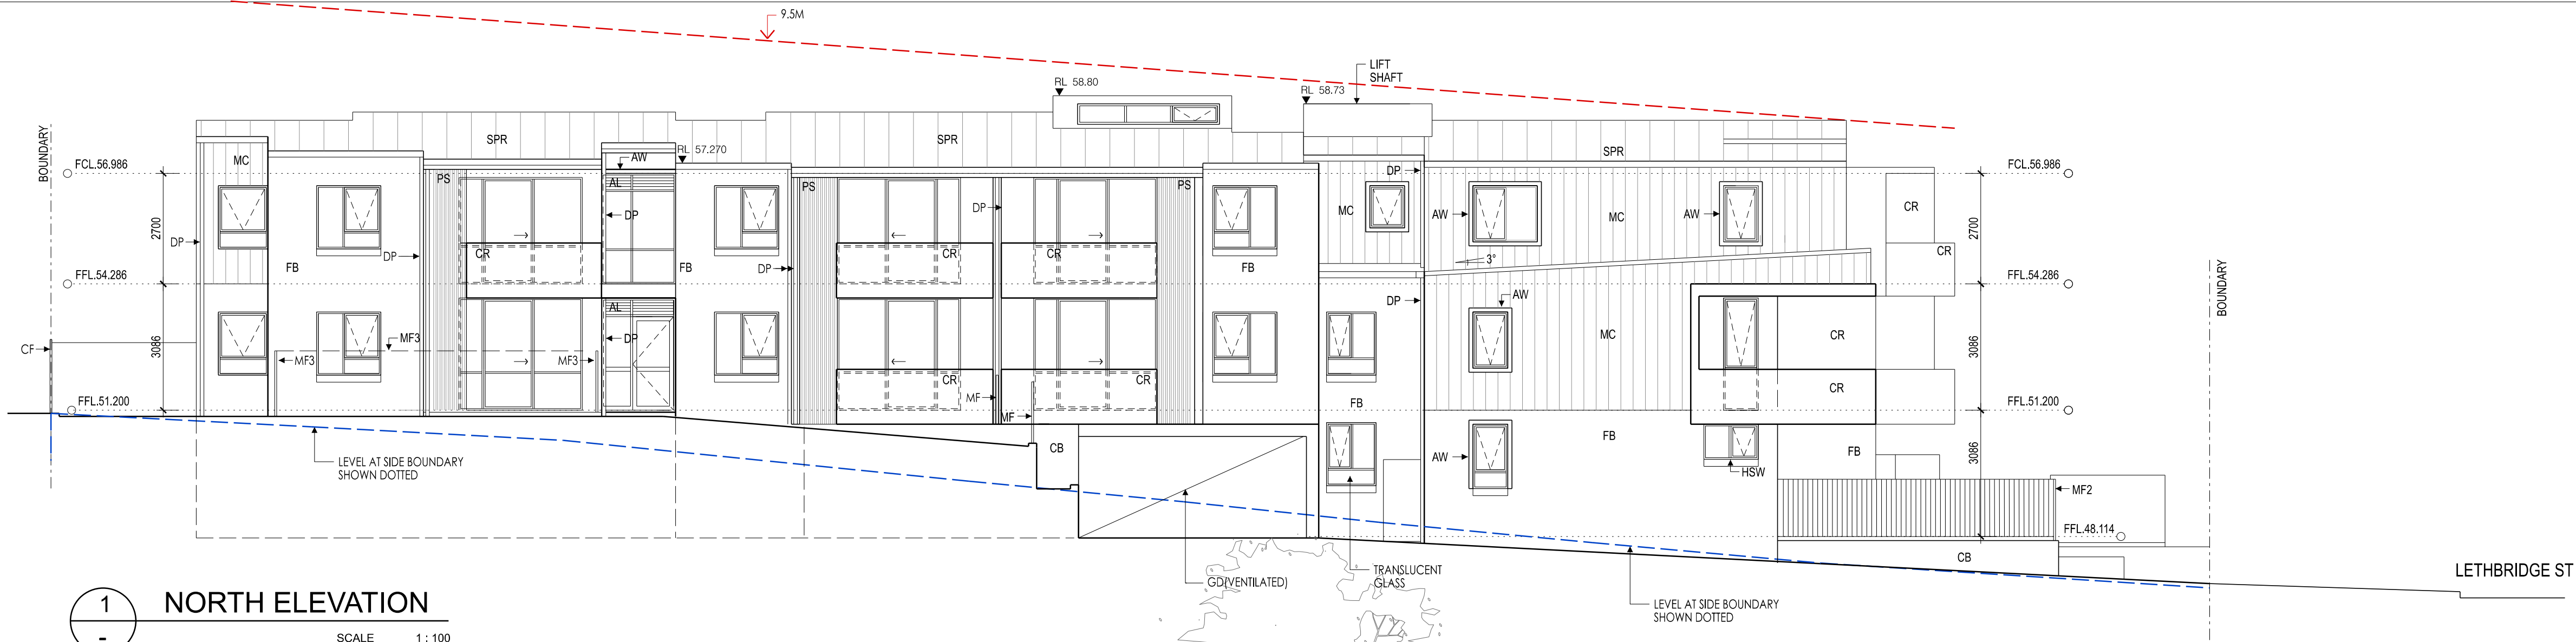 9.5M
LIFT
SHAFT
RL 58.80
RL 58.73
BOUNDARY
FCL.56.986
MC
SPR
AW
RL 57.270
SPR
SPR
FCL.56.986
PS
AL
PS
PS
DP
DP
DP
MC
AW
MC
AW
CR
2700
2700
DP
FB
DP
CR
FB
DP
CR
CR
FB
CR
3°
BOUNDARY
FFL.54.286
FFL.54.286
AL
DP
DP
AW
MC
CR
CF
3086
MF3
MF3
MF3
DP
3086
CR
CR
CR
MF
MF
FB
FFL.51.200
FFL.51.200
FB
FB
3086
CB
AW
HSW
LEVEL AT SIDE BOUNDARY
SHOWN DOTTED
MF2
FFL.48.114
CB
GD(VENTILATED)
TRANSLUCENT
GLASS
LEVEL AT SIDE BOUNDARY
SHOWN DOTTED
LETHBRIDGE ST
1
-
NORTH ELEVATION
SCALE 1 : 100